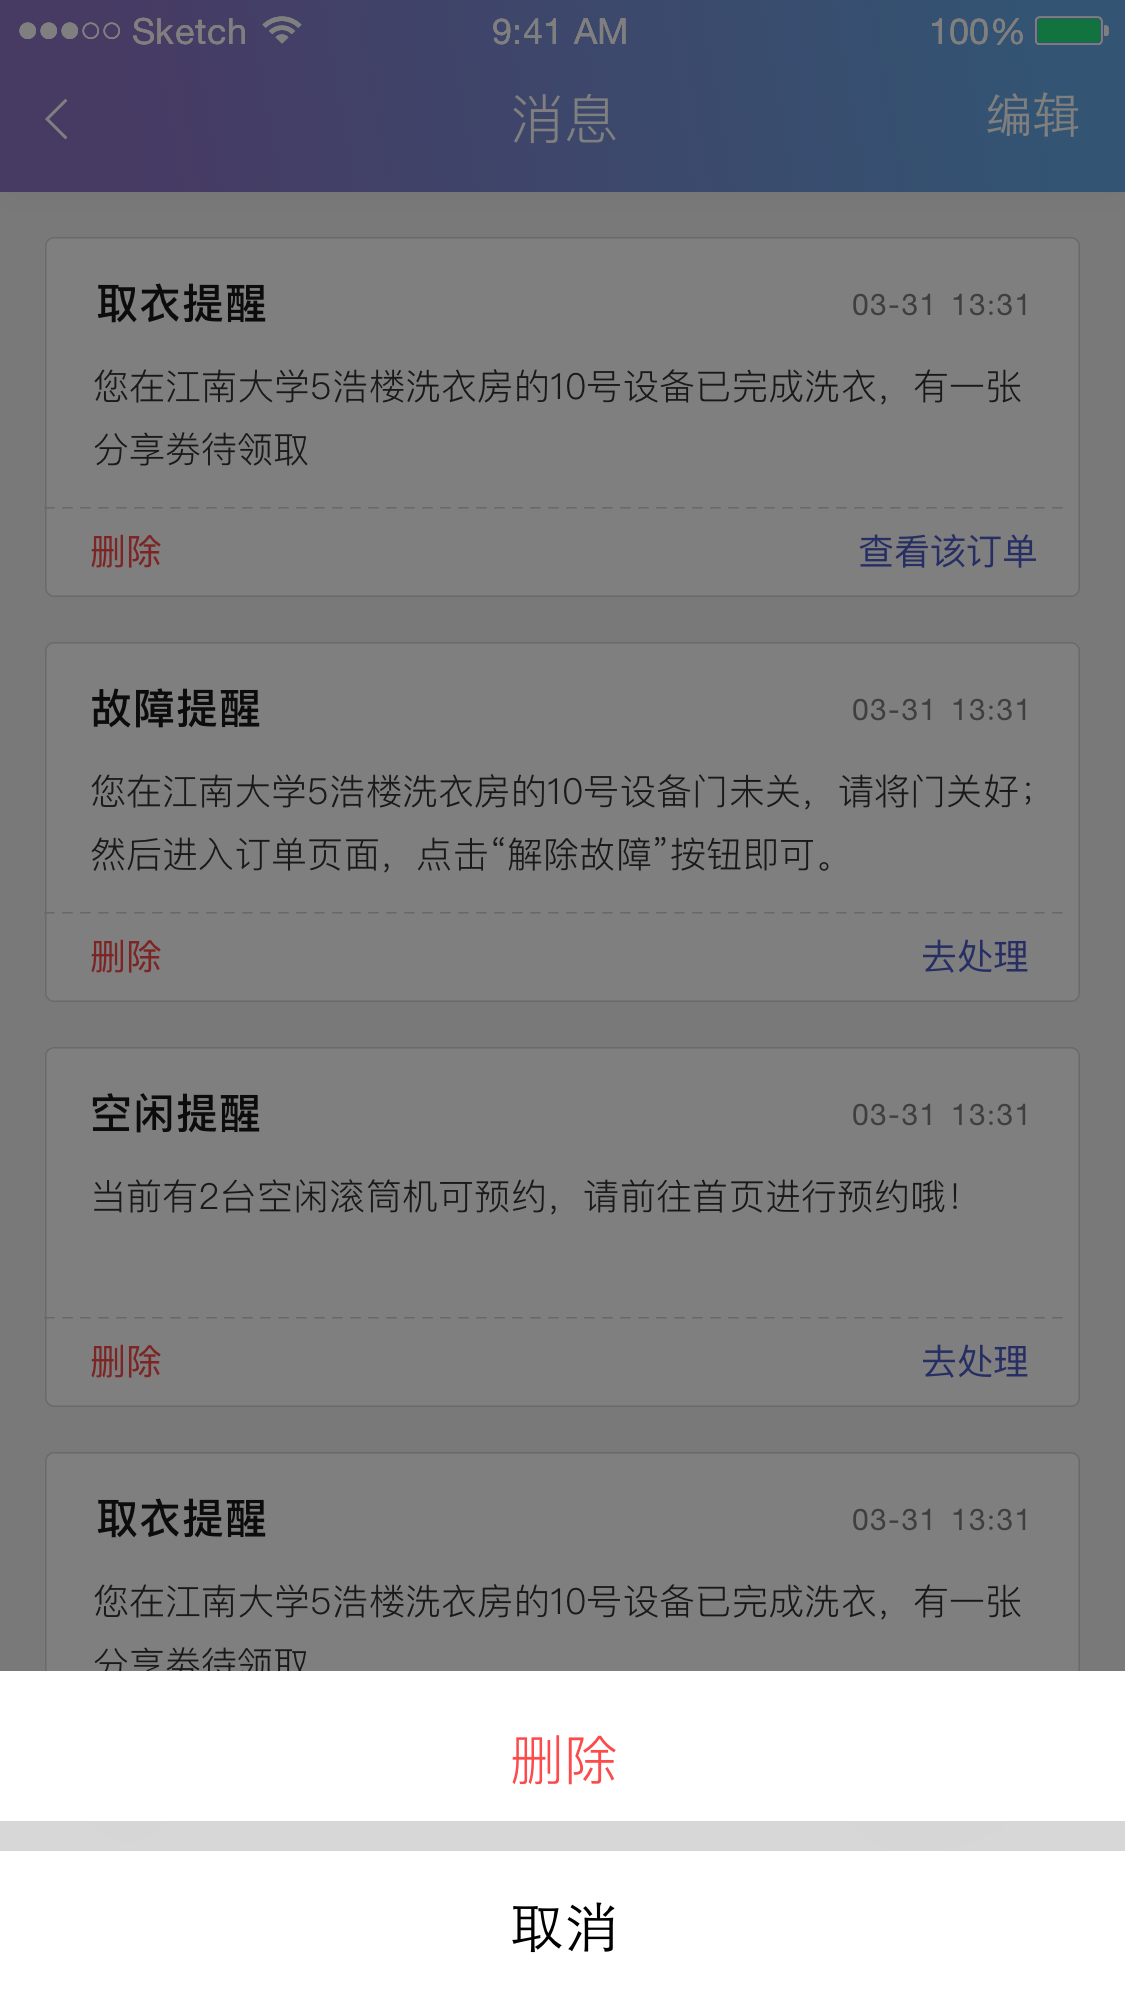 Sketch 9:41 AM 100%
消息 编辑
取衣提醒 03-31 13:31
您在江南大学5浩楼洗衣房的10号设备已完成洗衣，有一张
分享券待领取
删除 查看该订单
故障提醒 03-31 13:31
您在江南大学5浩楼洗衣房的10号设备门未关，请将门关好；
然后进入订单页面，点击“解除故障”按钮即可。
删除 去处理
空闲提醒 03-31 13:31
当前有2台空闲滚筒机可预约，请前往首页进行预约哦！
删除 去处理
取衣提醒 03-31 13:31
您在江南大学5浩楼洗衣房的10号设备已完成洗衣，有一张
分享券待领取
删除
取消